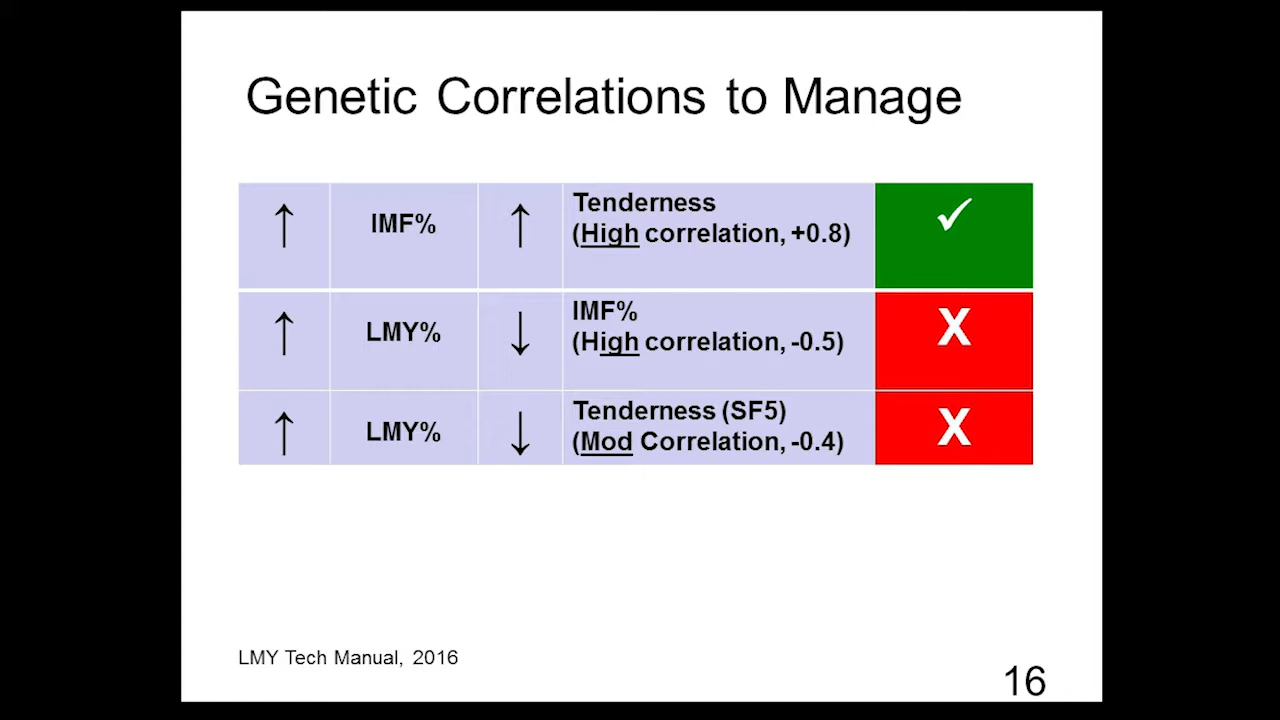 Genetic Correlations to Manage
↑ IMF% ↑ Tenderness
(High correlation, +0.8) ✓
↑ LMY% ↓ IMF%
(High correlation, -0.5) X
↑ LMY% ↓ Tenderness (SF5)
(Mod Correlation, -0.4) X
LMY Tech Manual, 2016
16